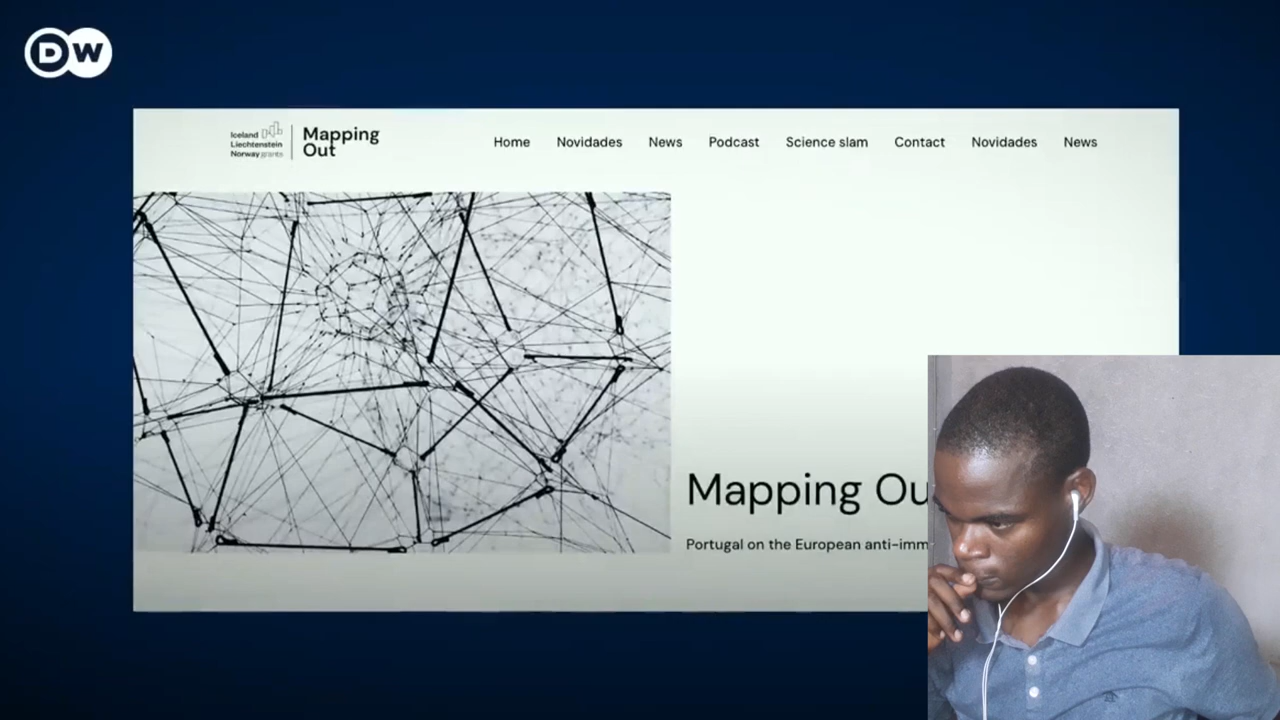 DW
Iceland
Liechtenstein
Norway grants
Mapping
Out
Home Novidades News Podcast Science slam Contact Novidades News
Mapping Ou
Portugal on the European anti-imm